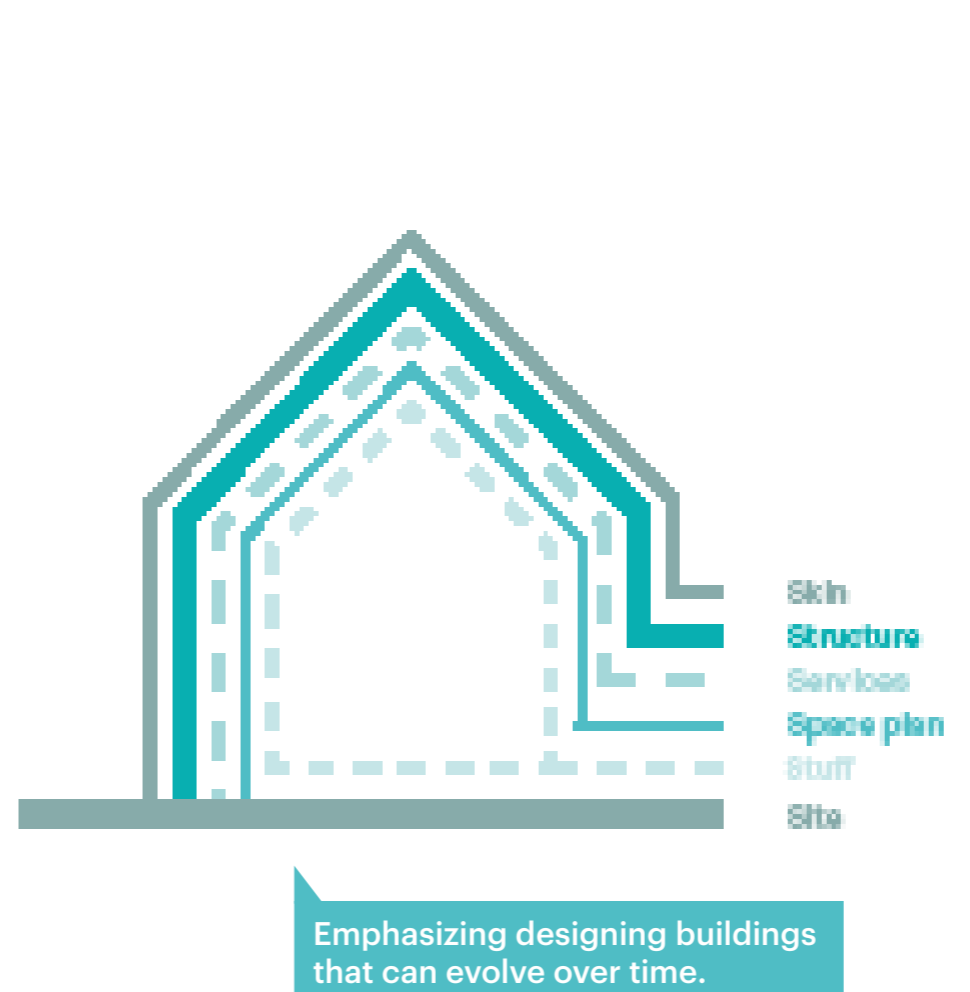 Skin
Structure
Services
Space plan
Stuff
Site
Emphasizing designing buildings
that can evolve over time.